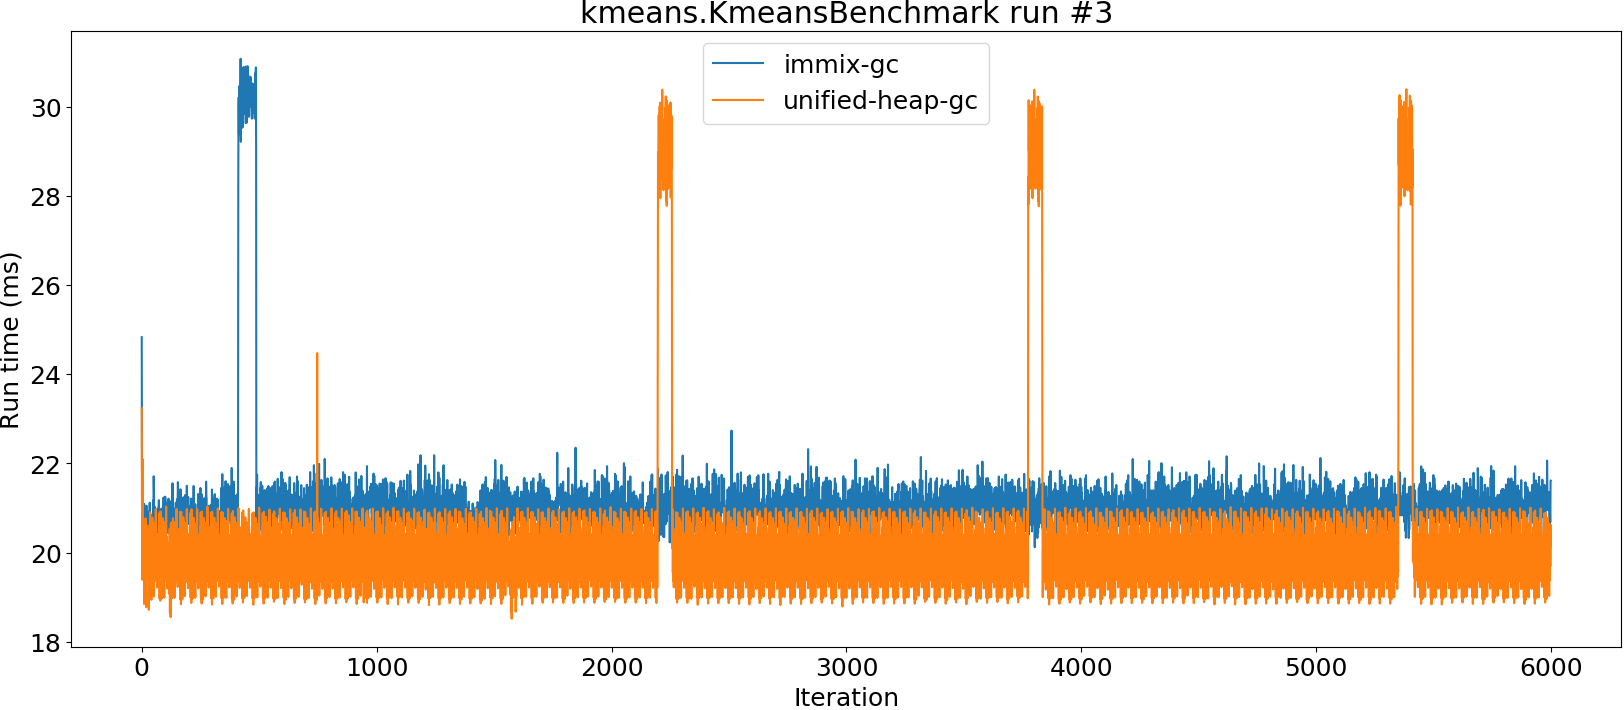 kmeans.KmeansBenchmark run #3
immix-gc
unified-heap-gc
Run time (ms)
30
28
26
24
22
20
18
0 1000 2000 3000 4000 5000 6000
Iteration